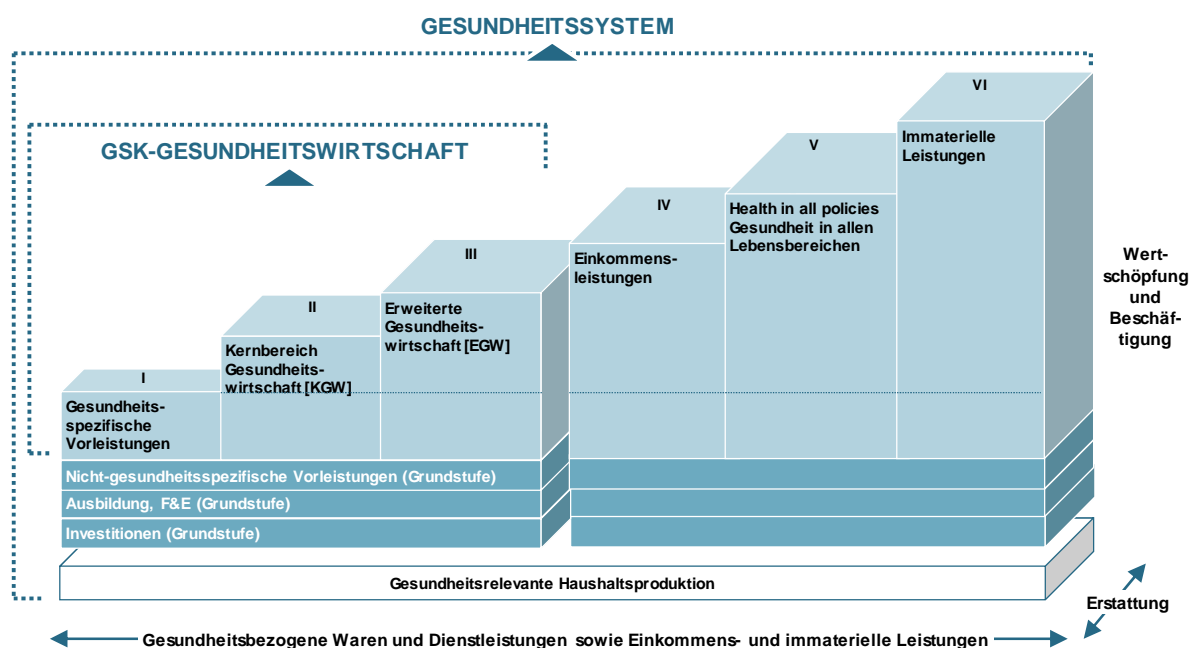 GESUNDHEITSSYSTEM
GSK-GESUNDHEITSWIRTSCHAFT
I
Gesundheits-
spezifische
Vorleistungen
II
Kernbereich
Gesundheits-
wirtschaft [KGW]
III
Erweiterte
Gesundheits-
wirtschaft [EGW]
IV
Einkommens-
leistungen
V
Health in all policies
Gesundheit in allen
Lebensbereichen
VI
Immaterielle
Leistungen
Wert-
schöpfung
und
Beschäf-
tigung
Nicht-gesundheitsspezifische Vorleistungen (Grundstufe)
Ausbildung, F&E (Grundstufe)
Investitionen (Grundstufe)
Gesundheitsrelevante Haushaltsproduktion
Erstattung
Gesundheitsbezogene Waren und Dienstleistungen sowie Einkommens- und immaterielle Leistungen